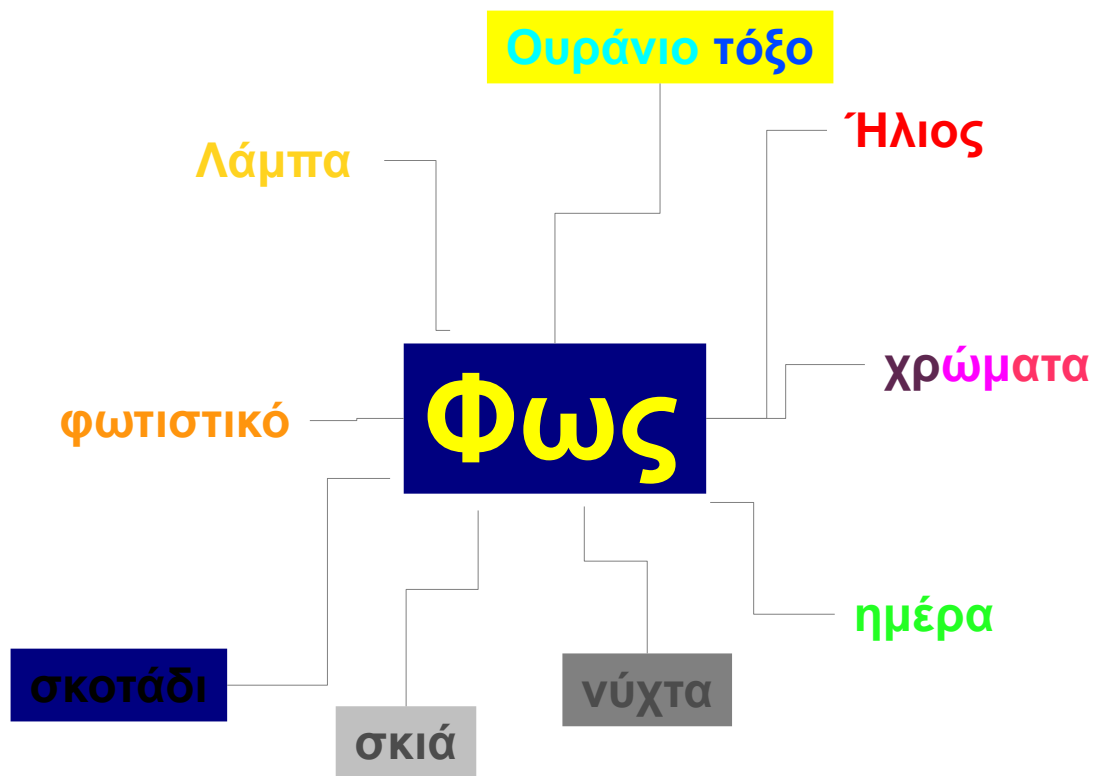 Ουράνιο τόξο
Ήλιος
Λάμπα
χρώματα
Φως
φωτιστικό
ημέρα
σκοτάδι
νύχτα
σκιά